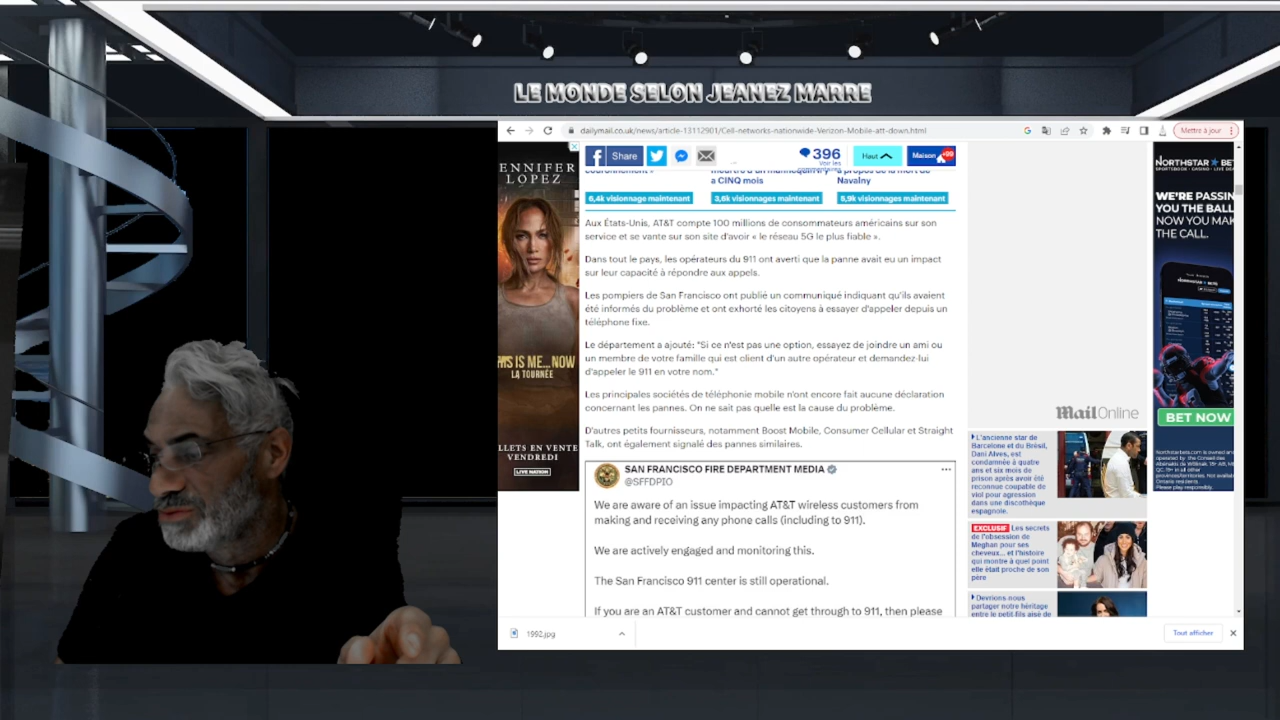 LE MONDE SELON JEANEZ MARRE
dailymail.co.uk/news/article-13112901/Cell-networks-nationwide-Verizon-Mobile-att-down.html
Mettre à jour
Share
396
Voir les
Haut
Maison
+99
a CINQ mois
Navalny
6,4k visionnage maintenant
3,6k visionnages maintenant
5,9k visionnages maintenant
Aux États-Unis, AT&T compte 100 millions de consommateurs américains sur son
service et se vante sur son site d'avoir « le réseau 5G le plus fiable ».
Dans tout le pays, les opérateurs du 911 ont averti que la panne avait eu un impact
sur leur capacité à répondre aux appels.
Les pompiers de San Francisco ont publié un communiqué indiquant qu'ils avaient
été informés du problème et ont exhorté les citoyens à essayer d'appeler depuis un
téléphone fixe.
Le département a ajouté: "Si ce n'est pas une option, essayez de joindre un ami ou
un membre de votre famille qui est client d'un autre opérateur et demandez-lui
d'appeler le 911 en votre nom."
Les principales sociétés de téléphonie mobile n'ont encore fait aucune déclaration
concernant les pannes. On ne sait pas quelle est la cause du problème.
D'autres petits fournisseurs, notamment Boost Mobile, Consumer Cellular et Straight
Talk, ont également signalé des pannes similaires.
SAN FRANCISCO FIRE DEPARTMENT MEDIA
@SFFDPIO
We are aware of an issue impacting AT&T wireless customers from
making and receiving any phone calls (including to 911).
We are actively engaged and monitoring this.
The San Francisco 911 center is still operational.
If you are an AT&T customer and cannot get through to 911, then please
ENNIFER
LOPEZ
HIS IS ME...NOW
LA TOURNÉE
LLETS EN VENTE
VENDREDI
LIVE NATION
Mail Online
L'ancienne star de
Barcelone et du Brésil,
Dani Alves, est
condamnée à quatre
ans et six mois de
prison après avoir été
reconnue coupable de
viol pour agression
dans une discothèque
espagnole.
EXCLUSIF Les secrets
de l'obsession de
Meghan pour ses
cheveux... et l'histoire
qui montre à quel point
elle était proche de son
père
Devrions-nous
partager notre héritage
entre le petit-fils aisé de
NORTHSTAR BET
SPORTSBOOK · CASINO · LIVE DE
WE'RE PASSIN
YOU THE BALL
NOW YOU MAK
THE CALL.
BET NOW
1992.jpg
Tout afficher